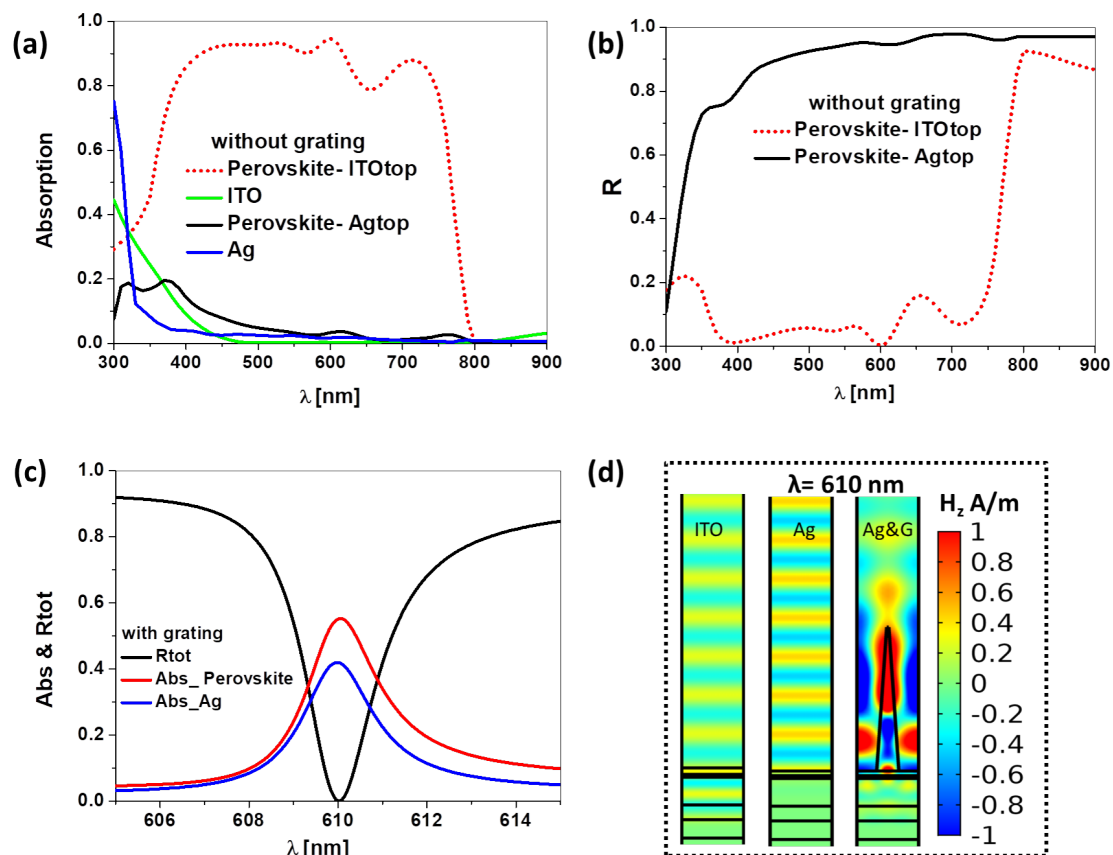 (a)
1.0
0.8
0.6
0.4
0.2
0.0
Absorption
without grating
Perovskite- ITOtop
ITO
Perovskite- Agtop
Ag
300 400 500 600 700 800 900
λ [nm]
(b)
1.0
0.8
0.6
0.4
0.2
0.0
R
without grating
Perovskite- ITOtop
Perovskite- Agtop
300 400 500 600 700 800 900
λ [nm]
(c)
1.0
0.8
0.6
0.4
0.2
0.0
Abs & Rtot
with grating
Rtot
Abs_ Perovskite
Abs_Ag
606 608 610 612 614
λ [nm]
(d)
λ= 610 nm
ITO
Ag
Ag&G
Hz A/m
1
0.8
0.6
0.4
0.2
0
-0.2
-0.4
-0.6
-0.8
-1